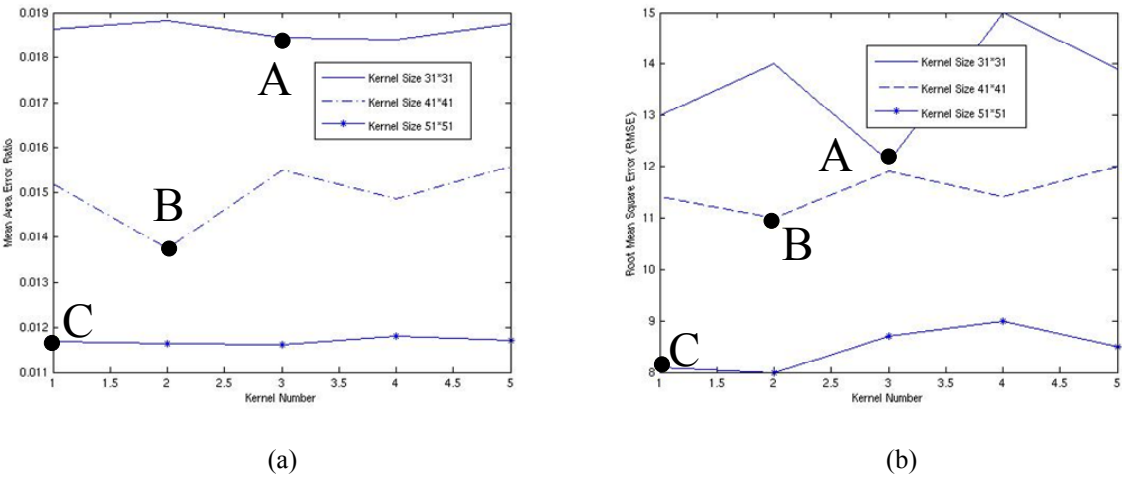 0.019
0.018
0.017
0.016
0.015
0.014
0.013
0.012
0.011
Mean Area Error Ratio
1 1.5 2 2.5 3 3.5 4 4.5 5
Kernel Number
Kernel Size 31*31
Kernel Size 41*41
Kernel Size 51*51
A
B
C
(a)
15
14
13
12
11
10
9
8
Root Mean Square Error (RMSE)
1 1.5 2 2.5 3 3.5 4 4.5 5
Kernel Number
Kernel Size 31*31
Kernel Size 41*41
Kernel Size 51*51
A
B
C
(b)